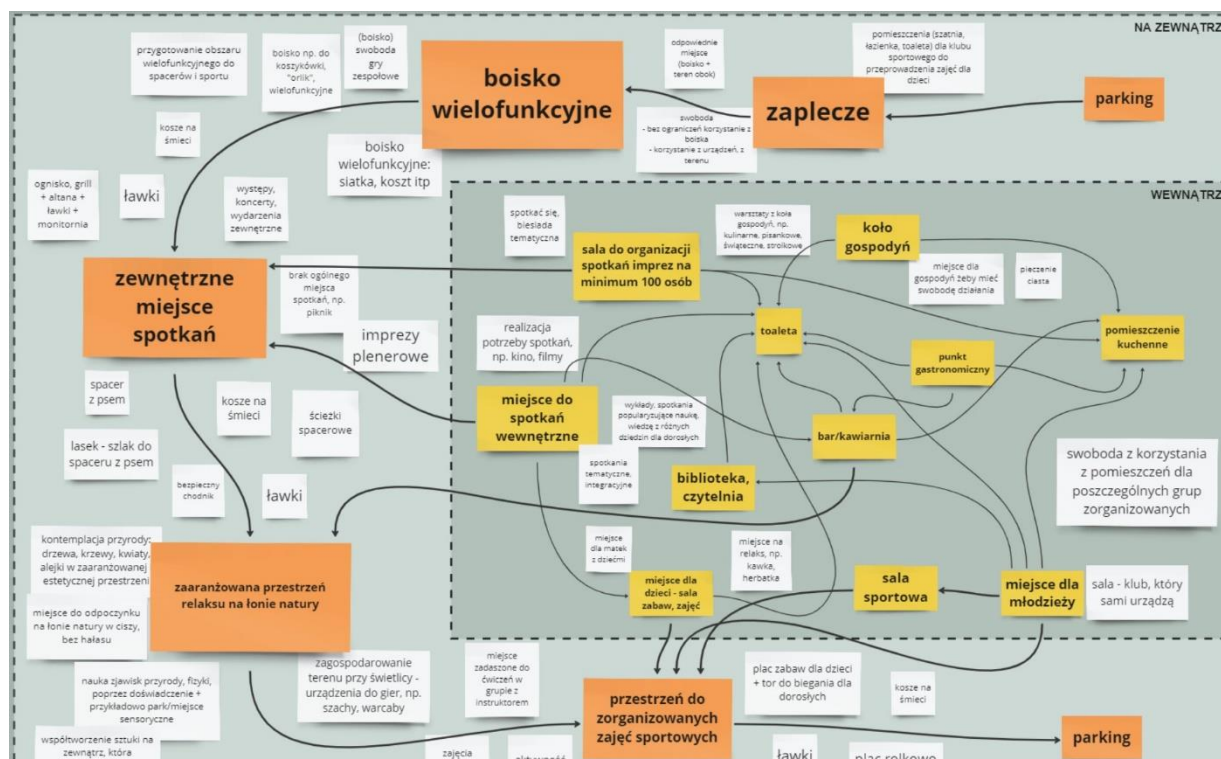 NA ZEWNĄTRZ
przygotowanie obszaru
wielofunkcyjnego do
spacerów i sportu
boisko np. do
koszykówki,
"orlik",
wielofunkcyjne
(boisko)
swoboda
gry
zespołowe
boisko
wielofunkcyjne
odpowiednie
miejsce
(boisko +
teren obok)
pomieszczenia (szatnia,
łazienka, toaleta) dla klubu
sportowego do
przeprowadzenia zajęć dla
dzieci
zaplecze
parking
kosze na
śmieci
swoboda
- bez ograniczeń korzystanie z
boiska
- korzystanie z urządzeń, z
terenu
boisko
wielofunkcyjne:
siatka, koszt itp
ognisko, grill
+ altana +
ławki +
monitornia
ławki
występy,
koncerty,
wydarzenia
zewnętrzne
WEWNĄTRZ
spotkać się,
biesiada
tematyczna
sala do organizacji
spotkań imprez na
minimum 100 osób
warsztaty z koła
gospodyń, np.
kulinarne, pisankowe,
świąteczne, stroikowe
koło
gospodyń
miejsce dla
gospodyń żeby mieć
swobodę działania
pieczenie
ciasta
zewnętrzne
miejsce
spotkań
brak ogólnego
miejsca
spotkań, np.
piknik
imprezy
plenerowe
realizacja
potrzeby spotkań,
np. kino, filmy
toaleta
pomieszczenie
kuchenne
punkt
gastronomiczny
spacer
z psem
kosze na
śmieci
ścieżki
spacerowe
miejsce do
spotkań
wewnętrzne
wykłady, spotkania
popularyzujące naukę,
wiedzę z różnych
dziedzin dla dorosłych
bar/kawiarnia
lasek - szlak do
spaceru z psem
bezpieczny
chodnik
ławki
spotkania
tematyczne,
integracyjne
biblioteka,
czytelnia
swoboda z korzystania
z pomieszczeń dla
poszczególnych grup
zorganizowanych
kontemplacja przyrody:
drzewa, krzewy, kwiaty,
alejki w zaaranżowanej
estetycznej przestrzeni
zaaranżowana przestrzeń
relaksu na łonie natury
miejsce
dla matek
z dziećmi
miejsce na
relaks, np.
kawka,
herbatka
miejsce dla
dzieci - sala
zabaw, zajęć
sala
sportowa
miejsce dla
młodzieży
sala - klub, który
sami urządzą
miejsce do odpoczynku
na łonie natury w ciszy,
bez hałasu
nauka zjawisk przyrody, fizyki,
poprzez doświadczenie +
przykładowo park/miejsce
sensoryczne
zagospodarowanie
terenu przy świetlicy -
urządzenia do gier, np.
szachy, warcaby
miejsce
zadaszone do
ćwiczeń w
grupie z
instruktorem
przestrzeń do
zorganizowanych
zajęć sportowych
plac zabaw dla dzieci
+ tor do biegania dla
dorosłych
kosze na
śmieci
parking
współtworzenie sztuki na
zewnątrz, która
zajęcia
aktywność
ławki
plac rolkowe